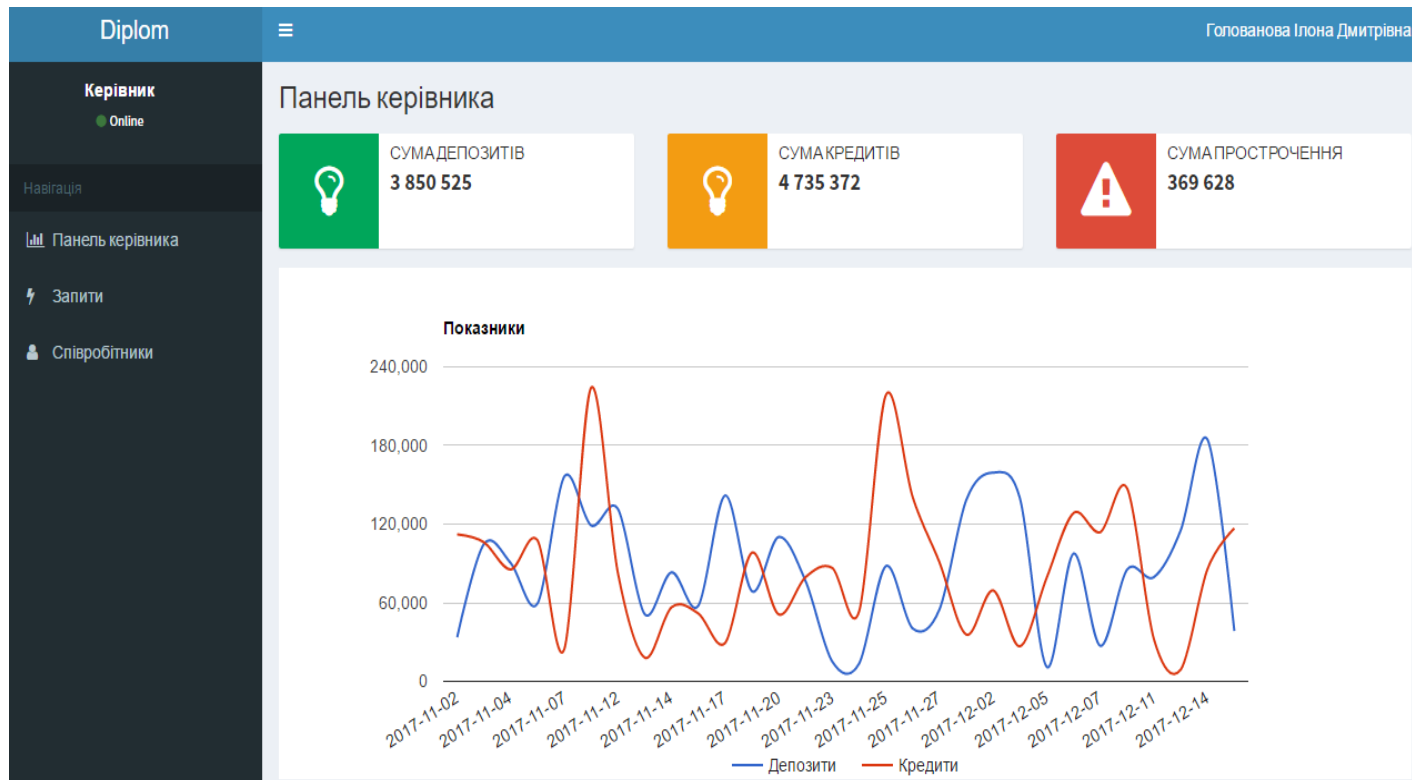 Diplom
Голованова Ілона Дмитрівна
Керівник
Online
Навігація
Панель керівника
Запити
Співробітники
Панель керівника
СУМА ДЕПОЗИТІВ
3 850 525
СУМА КРЕДИТІВ
4 735 372
СУМА ПРОСТРОЧЕННЯ
369 628
Показники
240,000
180,000
120,000
60,000
0
2017-11-02
2017-11-04
2017-11-07
2017-11-12
2017-11-14
2017-11-17
2017-11-20
2017-11-23
2017-11-25
2017-11-27
2017-12-02
2017-12-05
2017-12-07
2017-12-11
2017-12-14
Депозити
Кредити